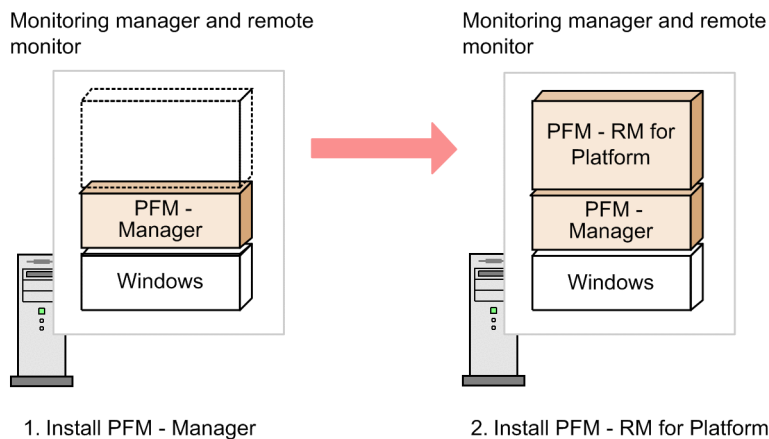 Monitoring manager and remote
monitor
PFM -
Manager
Windows
1. Install PFM - Manager
Monitoring manager and remote
monitor
PFM - RM for
Platform
PFM -
Manager
Windows
2. Install PFM - RM for Platform